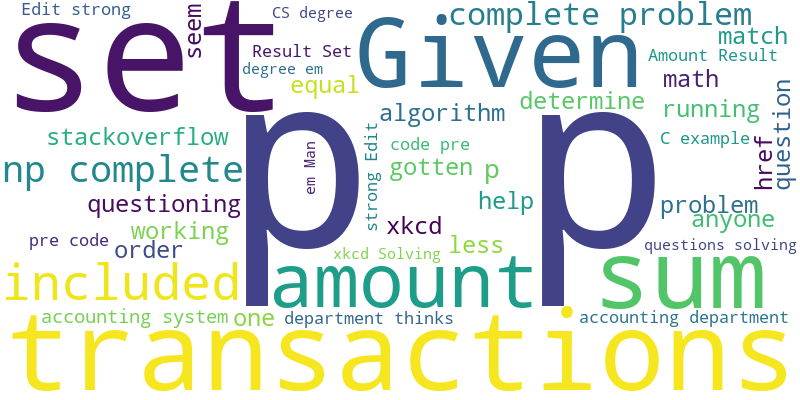 Edit strong
seem
CS degree
complete problem
set
Given
Result Set
match
degree em
Amount Result
equal
math
p p
algorithm
determine
running
question
stackoverflow
em Man
strong Edit
code pre
C example
href
np complete
gotten
p
questioning
xkcd
help
problem
working
anyone
pre code
order
xkcd Solving
less
questions solving
included
amount
sum
accounting system
one
department thinks
accounting department
transactions